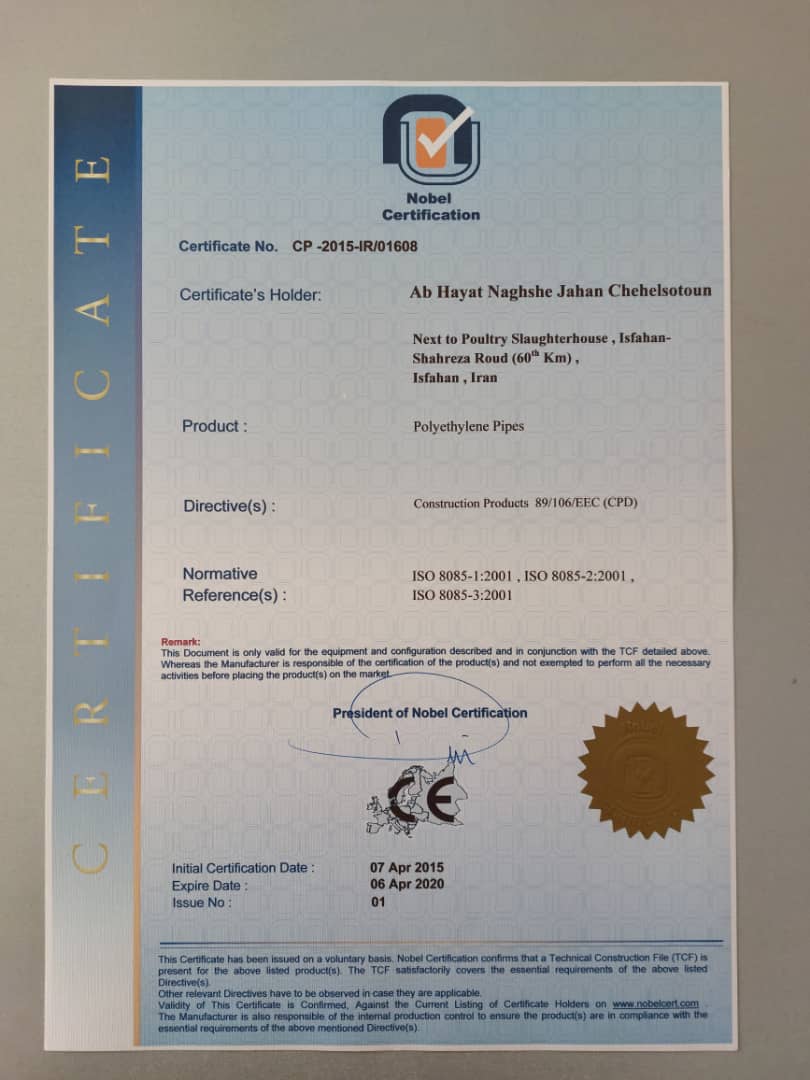 CERTIFICATE
Nobel
Certification
Certificate No. CP -2015-IR/01608
Certificate's Holder: Ab Hayat Naghshe Jahan Chehelsotoun
Next to Poultry Slaughterhouse , Isfahan-
Shahreza Roud (60th Km) ,
Isfahan , Iran
Product : Polyethylene Pipes
Directive(s) : Construction Products 89/106/EEC (CPD)
Normative ISO 8085-1:2001 , ISO 8085-2:2001 ,
Reference(s) : ISO 8085-3:2001
Remark:
This Document is only valid for the equipment and configuration described and in conjunction with the TCF detailed above.
Whereas the Manufacturer is responsible of the certification of the product(s) and not exempted to perform all the necessary
activities before placing the product(s) on the market.
President of Nobel Certification
CE
Nobel
Initial Certification Date : 07 Apr 2015
Expire Date : 06 Apr 2020
Issue No : 01
This Certificate has been issued on a voluntary basis. Nobel Certification confirms that a Technical Construction File (TCF) is
present for the above listed product(s). The TCF satisfactorily covers the essential requirements of the above listed
Directive(s).
Other relevant Directives have to be observed in case they are applicable.
Validity of This Certificate is Confirmed, Against the Current Listing of Certificate Holders on www.nobelcert.com .
The Manufacturer is also responsible of the internal production control to ensure the product(s) are in compliance with the
essential requirements of the above mentioned Directive(s).